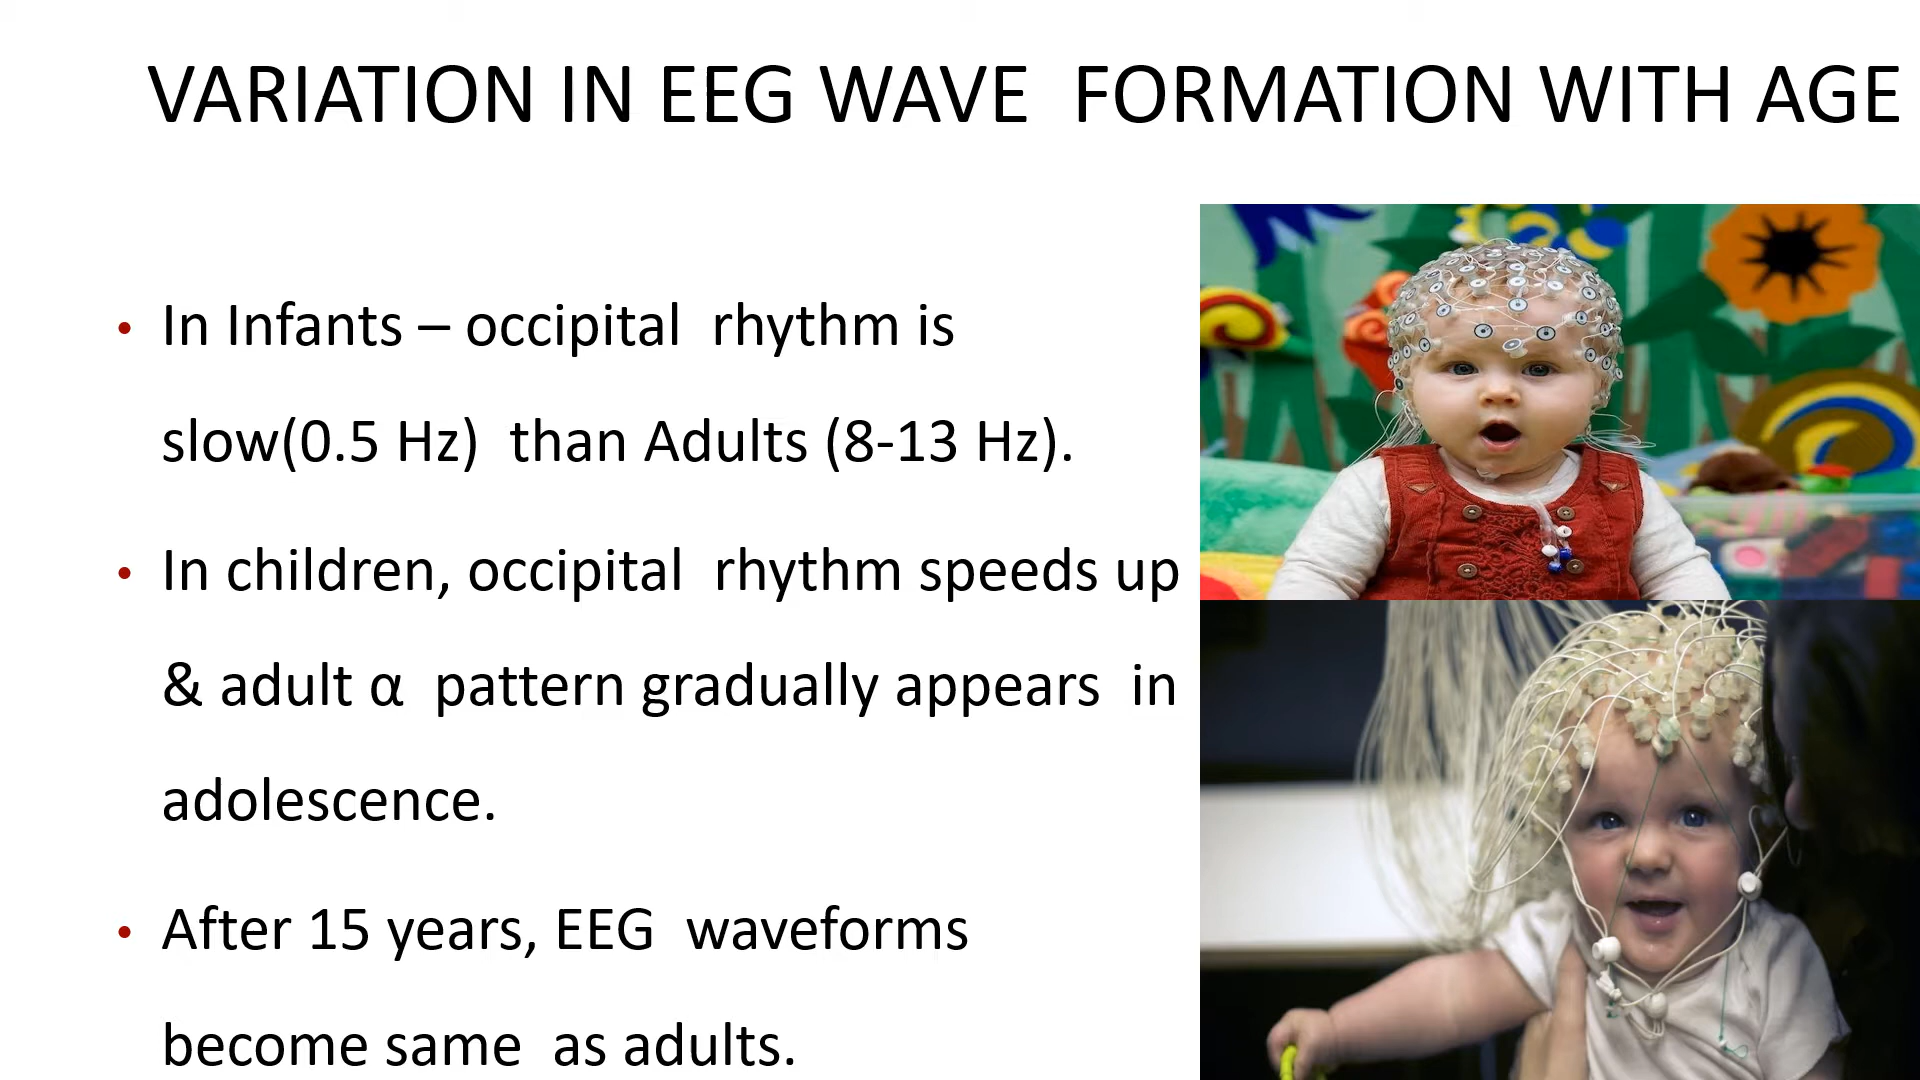 VARIATION IN EEG WAVE FORMATION WITH AGE
• In Infants – occipital rhythm is
slow(0.5 Hz) than Adults (8-13 Hz).
• In children, occipital rhythm speeds up
& adult α pattern gradually appears in
adolescence.
• After 15 years, EEG waveforms
become same as adults.